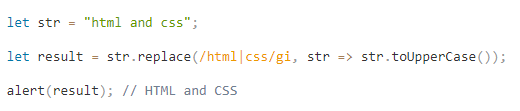 let str = "html and css";
let result = str.replace(/html|css/gi, str => str.toUpperCase());
alert(result); // HTML and CSS